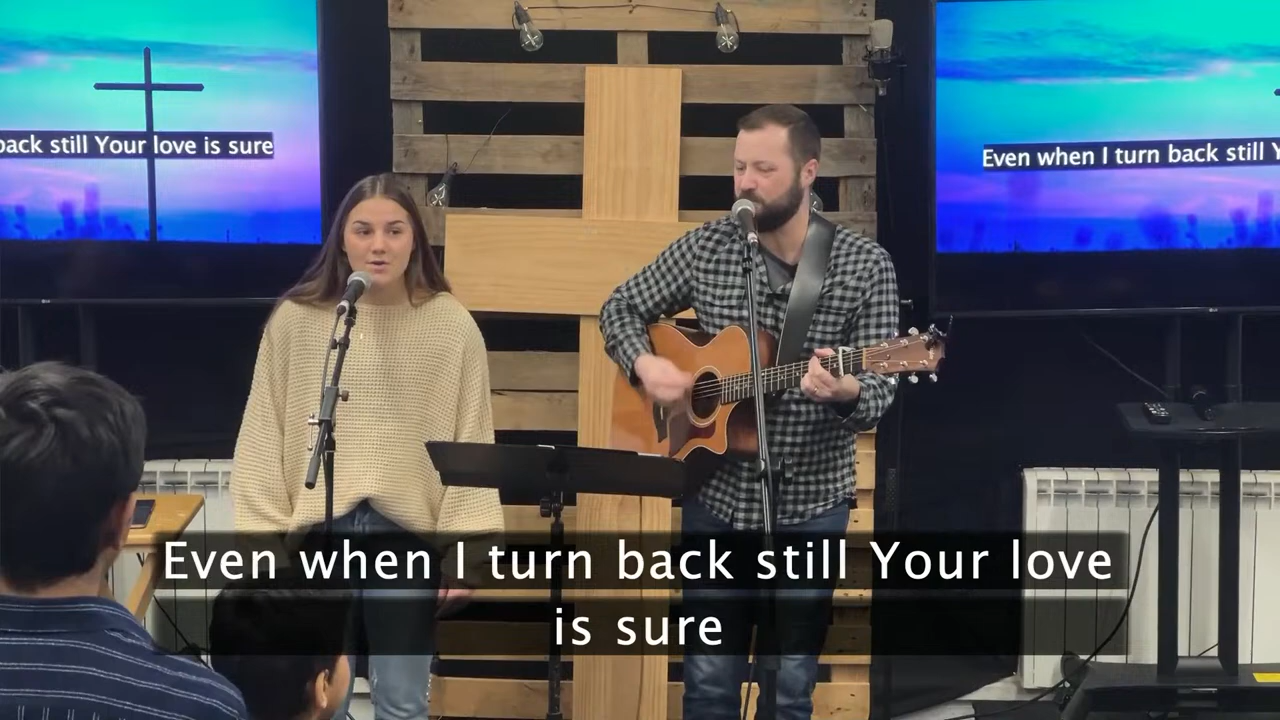 back still Your love is sure
Even when I turn back still Y
Even when I turn back still Your love
is sure